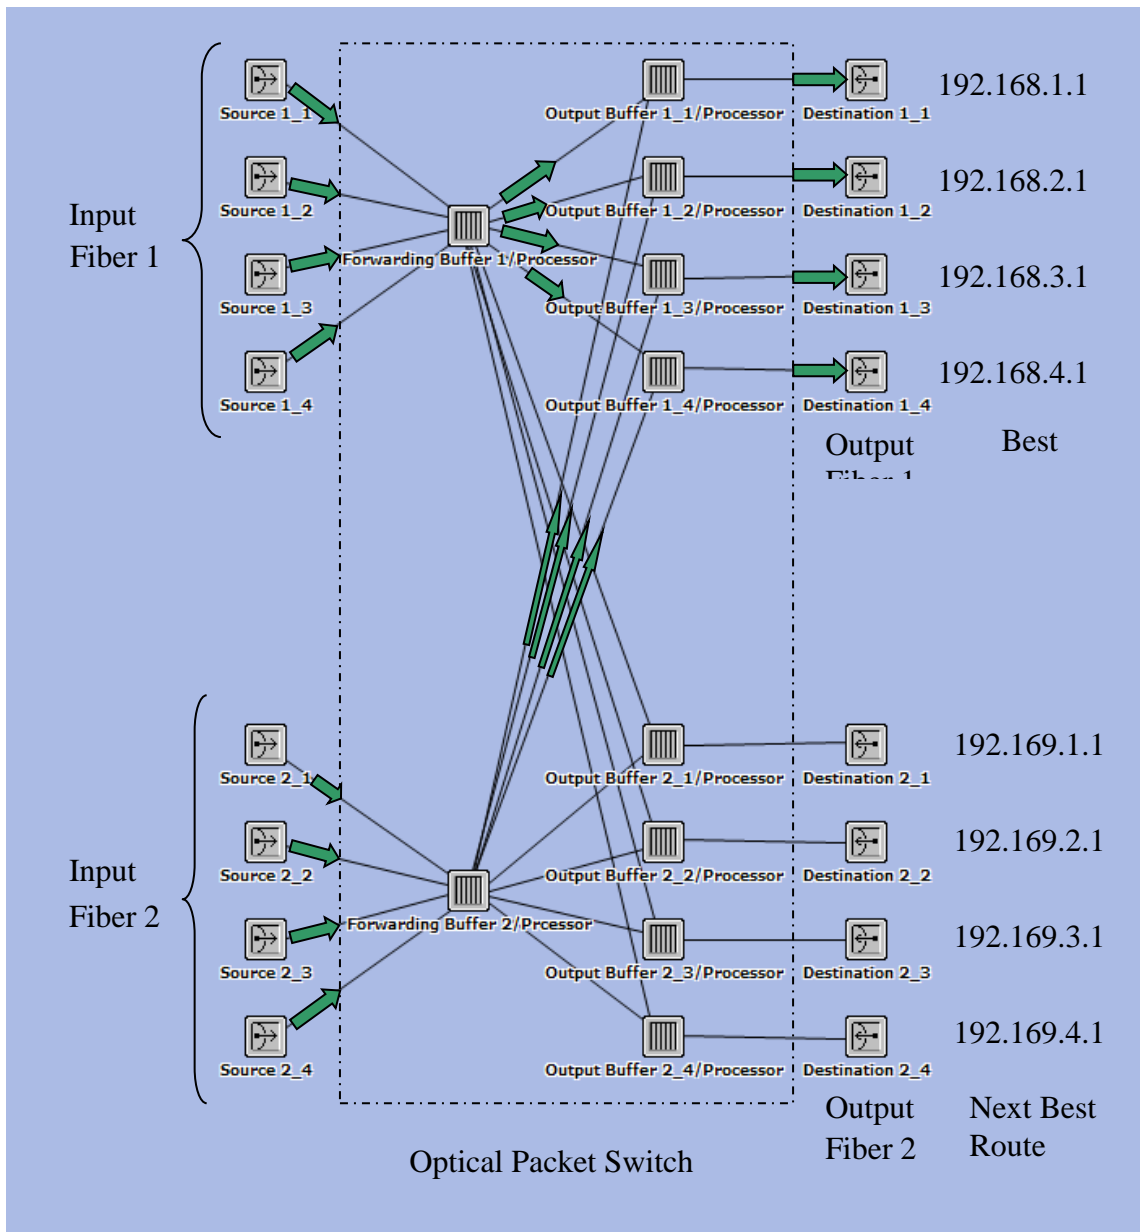 Source 1_1
Output Buffer 1_1/Processor
Destination 1_1
192.168.1.1
Source 1_2
Output Buffer 1_2/Processor
Destination 1_2
192.168.2.1
Input
Fiber 1
Forwarding Buffer 1/Processor
Source 1_3
Output Buffer 1_3/Processor
Destination 1_3
192.168.3.1
Source 1_4
Output Buffer 1_4/Processor
Destination 1_4
192.168.4.1
Output
Fiber 1
Best
Source 2_1
Output Buffer 2_1/Processor
Destination 2_1
192.169.1.1
Source 2_2
Output Buffer 2_2/Processor
Destination 2_2
192.169.2.1
Input
Fiber 2
Forwarding Buffer 2/Prcessor
Source 2_3
Output Buffer 2_3/Processor
Destination 2_3
192.169.3.1
Source 2_4
Output Buffer 2_4/Processor
Destination 2_4
192.169.4.1
Output
Fiber 2
Next Best
Route
Optical Packet Switch